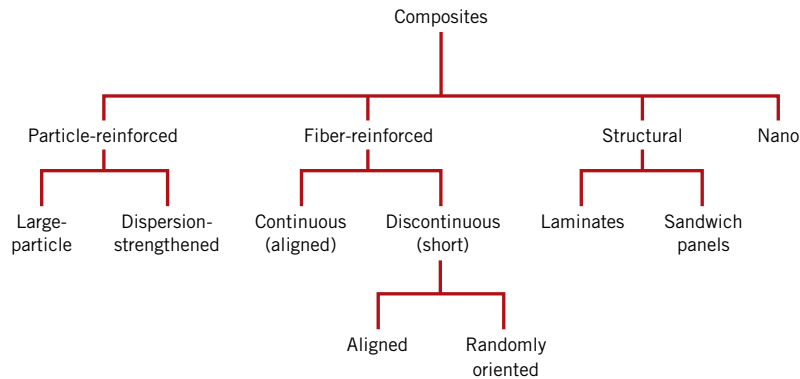 Composites
Particle-reinforced
Fiber-reinforced
Structural
Nano
Large-
particle
Dispersion-
strengthened
Continuous
(aligned)
Discontinuous
(short)
Laminates
Sandwich
panels
Aligned
Randomly
oriented